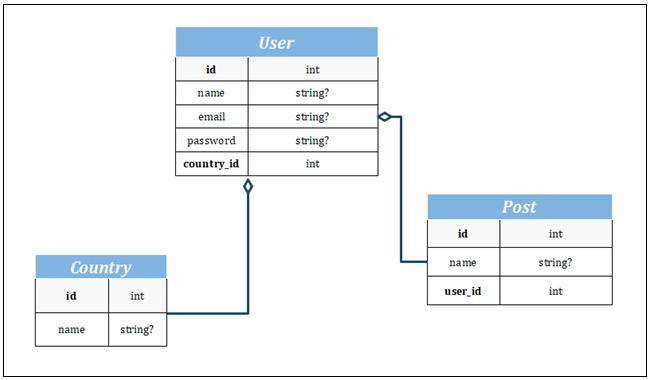 User
id int
name string?
email string?
password string?
country_id int
Post
id int
name string?
user_id int
Country
id int
name string?